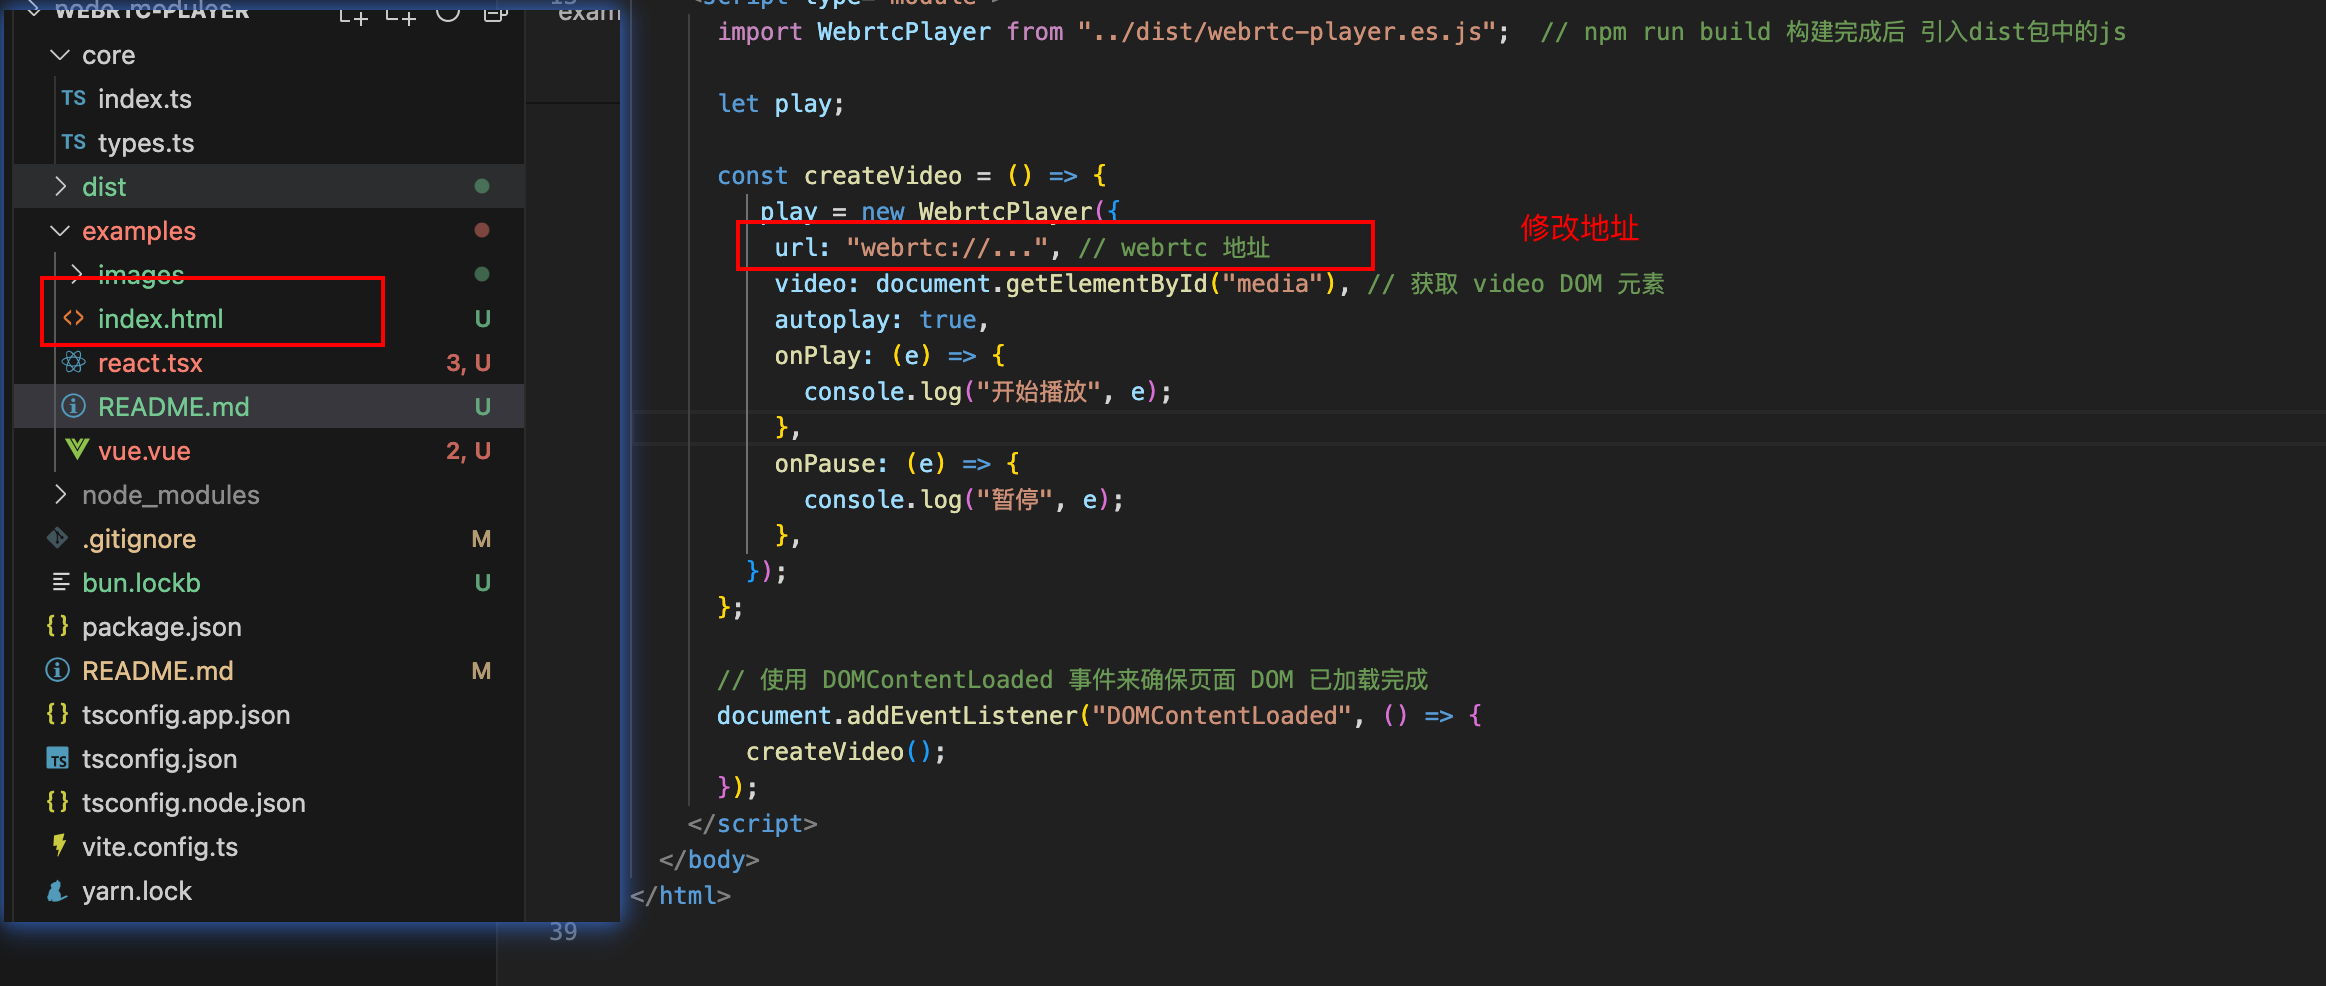 WEBRTC-PLAYER
node_modules
core
TS index.ts
TS types.ts
dist
examples
images
index.html U
react.tsx 3, U
README.md U
vue.vue 2, U
node_modules
.gitignore M
bun.lockb U
package.json
README.md M
tsconfig.app.json
TS tsconfig.json
tsconfig.node.json
vite.config.ts
yarn.lock
exam
<script type="module">
import WebrtcPlayer from "../dist/webrtc-player.es.js"; // npm run build 构建完成后 引入dist包中的js
let play;
const createVideo = () => {
play = new WebrtcPlayer({
url: "webrtc://...", // webrtc 地址
修改地址
video: document.getElementById("media"), // 获取 video DOM 元素
autoplay: true,
onPlay: (e) => {
console.log("开始播放", e);
},
onPause: (e) => {
console.log("暂停", e);
},
});
};
// 使用 DOMContentLoaded 事件来确保页面 DOM 已加载完成
document.addEventListener("DOMContentLoaded", () => {
createVideo();
});
</script>
</body>
</html>
39